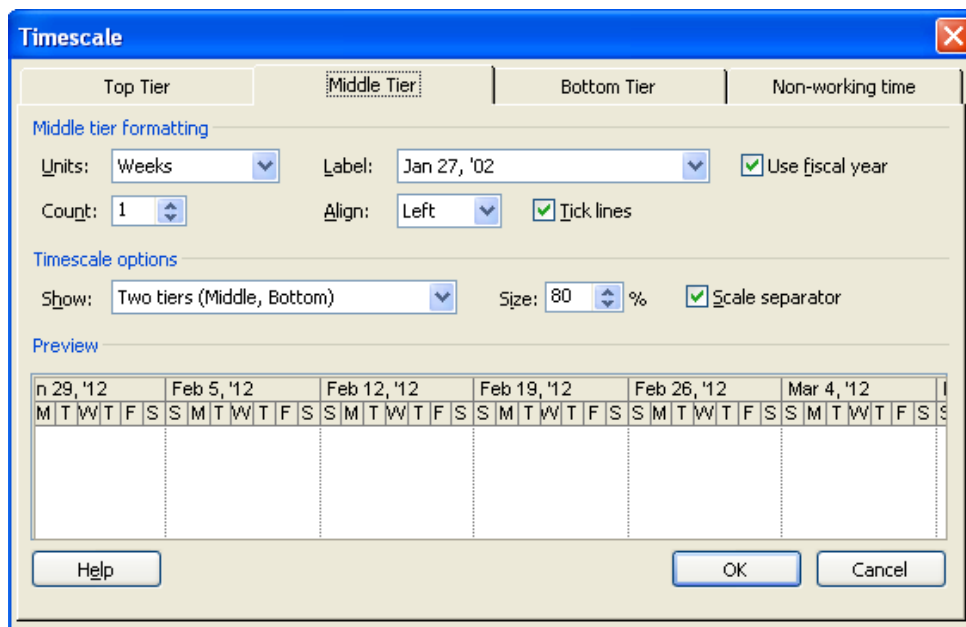 Timescale
Top Tier Middle Tier Bottom Tier Non-working time
Middle tier formatting
Units: Weeks Label: Jan 27, '02 Use fiscal year
Count: 1 Align: Left Tick lines
Timescale options
Show: Two tiers (Middle, Bottom) Size: 80 % Scale separator
Preview
n 29, '12 Feb 5, '12 Feb 12, '12 Feb 19, '12 Feb 26, '12 Mar 4, '12
M T W T F S S M T W T F S S M T W T F S S M T W T F S S M T W T F S S M T W T F S S
Help OK Cancel